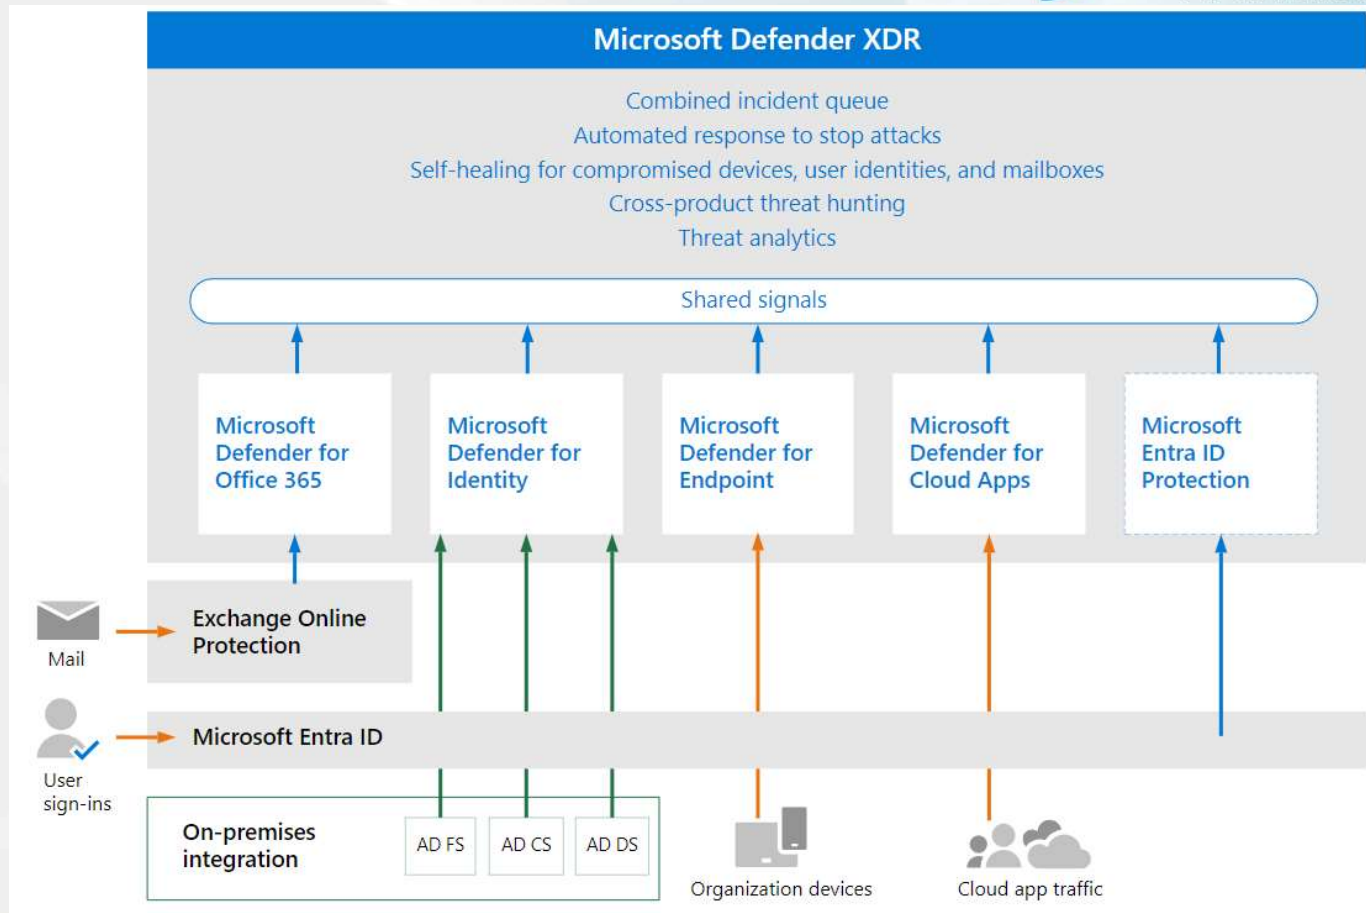 Microsoft Defender XDR
Combined incident queue
Automated response to stop attacks
Self-healing for compromised devices, user identities, and mailboxes
Cross-product threat hunting
Threat analytics
Shared signals
Microsoft
Defender for
Office 365
Microsoft
Defender for
Identity
Microsoft
Defender for
Endpoint
Microsoft
Defender for
Cloud Apps
Microsoft
Entra ID
Protection
Exchange Online
Protection
Mail
Microsoft Entra ID
User
sign-ins
On-premises
integration
AD FS
AD CS
AD DS
Organization devices
Cloud app traffic